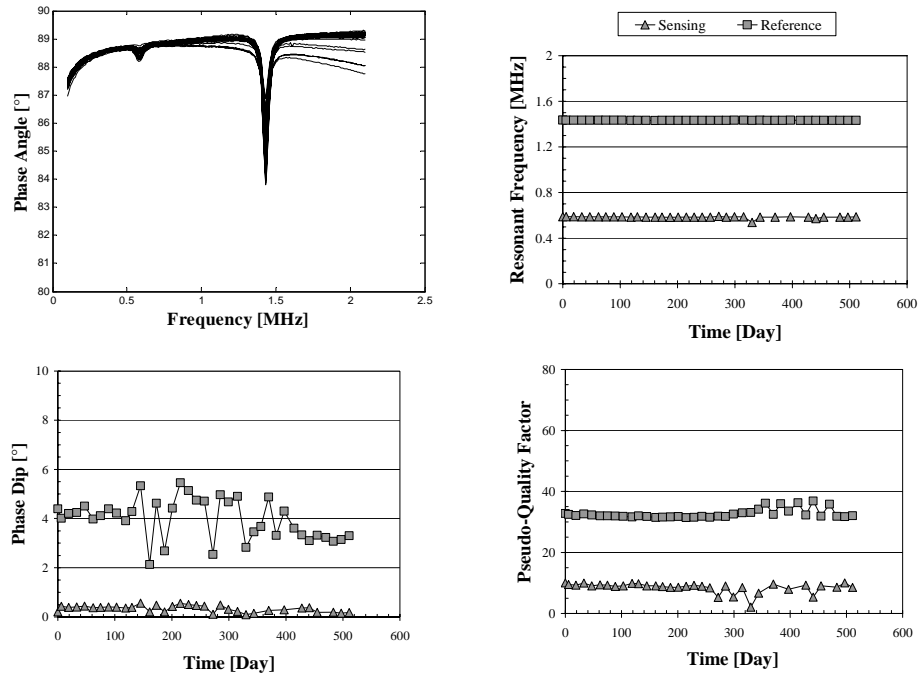 Sensing Reference
90
89
88
87
86
85
84
83
82
81
80
Phase Angle [°]
0 0.5 1 1.5 2 2.5
Frequency [MHz]
2
1.6
1.2
0.8
0.4
0
Resonant Frequency [MHz]
0 100 200 300 400 500 600
Time [Day]
10
8
6
4
2
0
Phase Dip [°]
0 100 200 300 400 500 600
Time [Day]
80
60
40
20
0
Pseudo-Quality Factor
0 100 200 300 400 500 600
Time [Day]